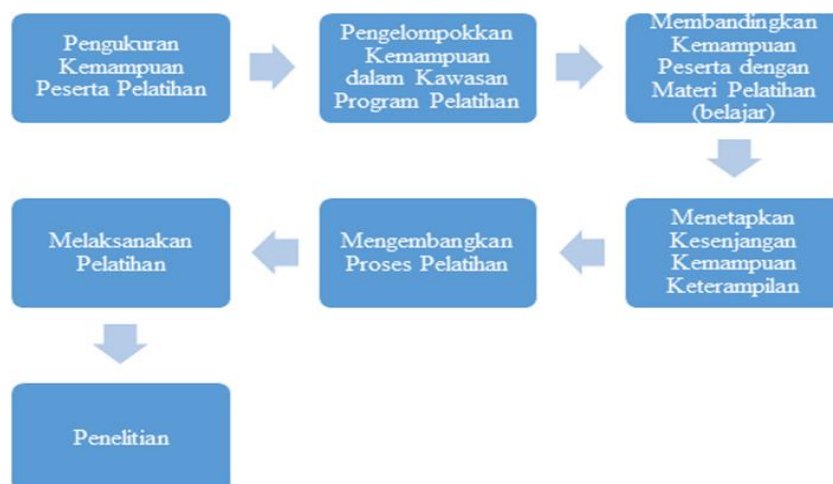 Pengukuran
Kemampuan
Peserta Pelatihan
Pengelompokkan
Kemampuan
dalam Kawasan
Program Pelatihan
Membandingkan
Kemampuan
Peserta dengan
Materi Pelatihan
(belajar)
Menetapkan
Kesenjangan
Kemampuan
Keterampilan
Mengembangkan
Proses Pelatihan
Melaksanakan
Pelatihan
Penelitian